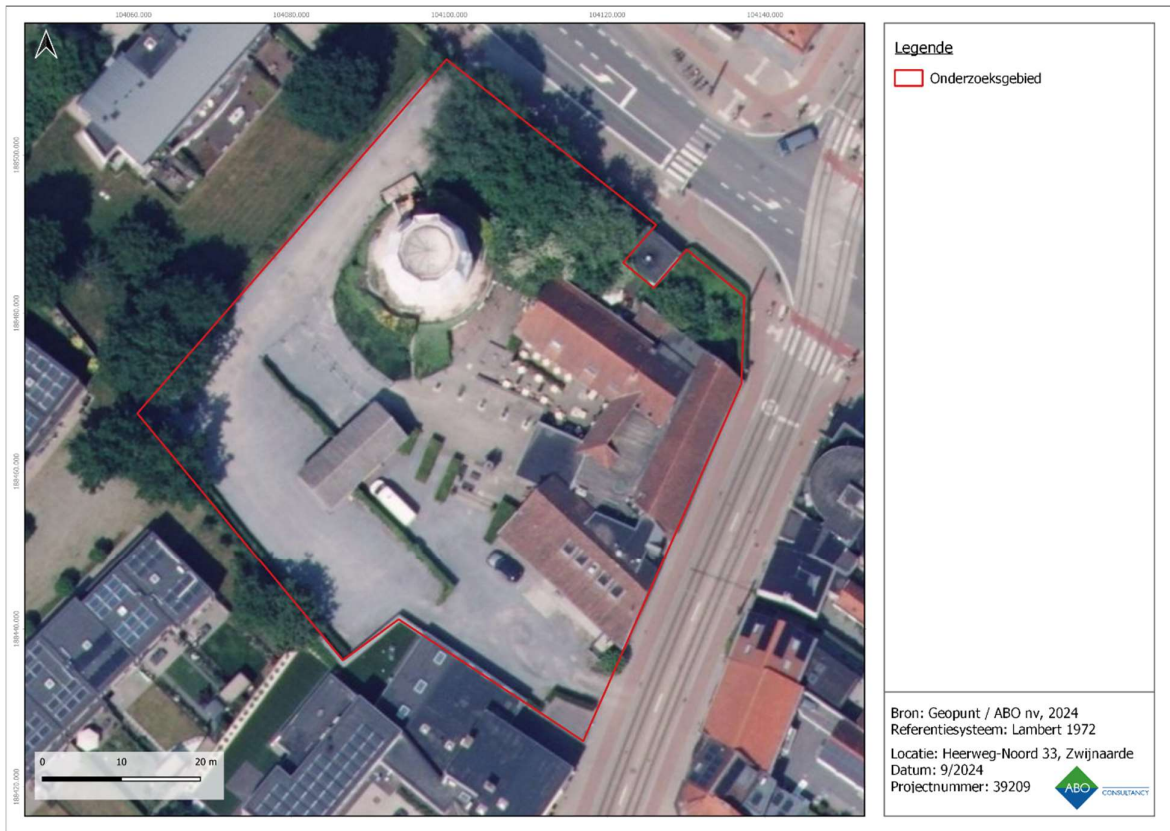 104060.000 104080.000 104100.000 104120.000 104140.000
188500.000
188480.000
188460.000
188440.000
188420.000
0 10 20 m
Legende
Onderzoeksgebied
Bron: Geopunt / ABO nv, 2024
Referentiesysteem: Lambert 1972
Locatie: Heerweg-Noord 33, Zwijnaarde
Datum: 9/2024
Projectnummer: 39209
ABO CONSULTANCY